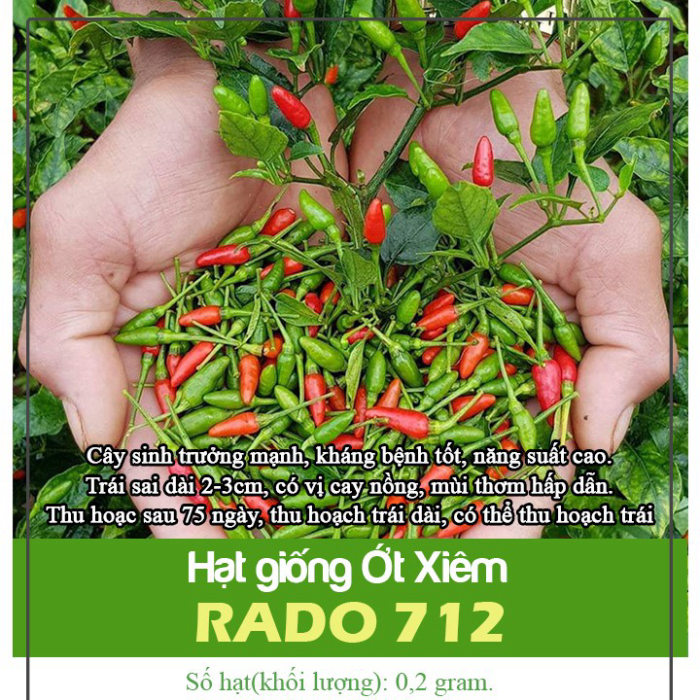 Cây sinh trưởng mạnh, kháng bệnh tốt, năng suất cao.
Trái sai dài 2-3cm, có vị cay nồng, mùi thơm hấp dẫn.
Thu hoạc sau 75 ngày, thu hoạch trái dài, có thể thu hoạch trái
Hạt giống Ớt Xiêm
RADO 712
Số hạt(khối lượng): 0,2 gram.